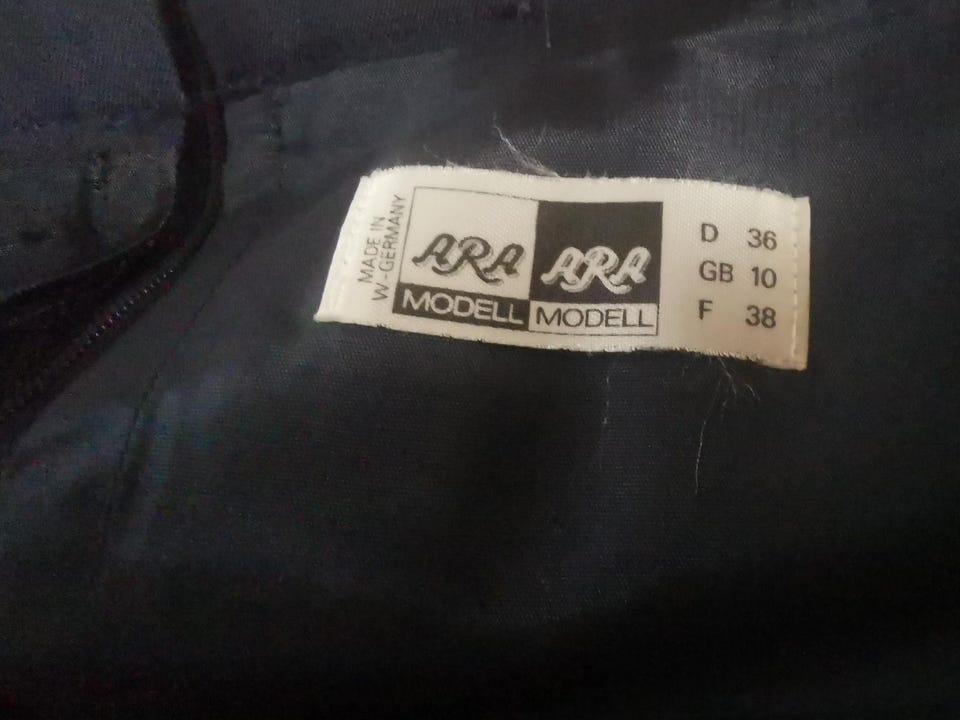 MADE IN
W-GERMANY
ARA
MODELL
ARA
MODELL
D 36
GB 10
F 38